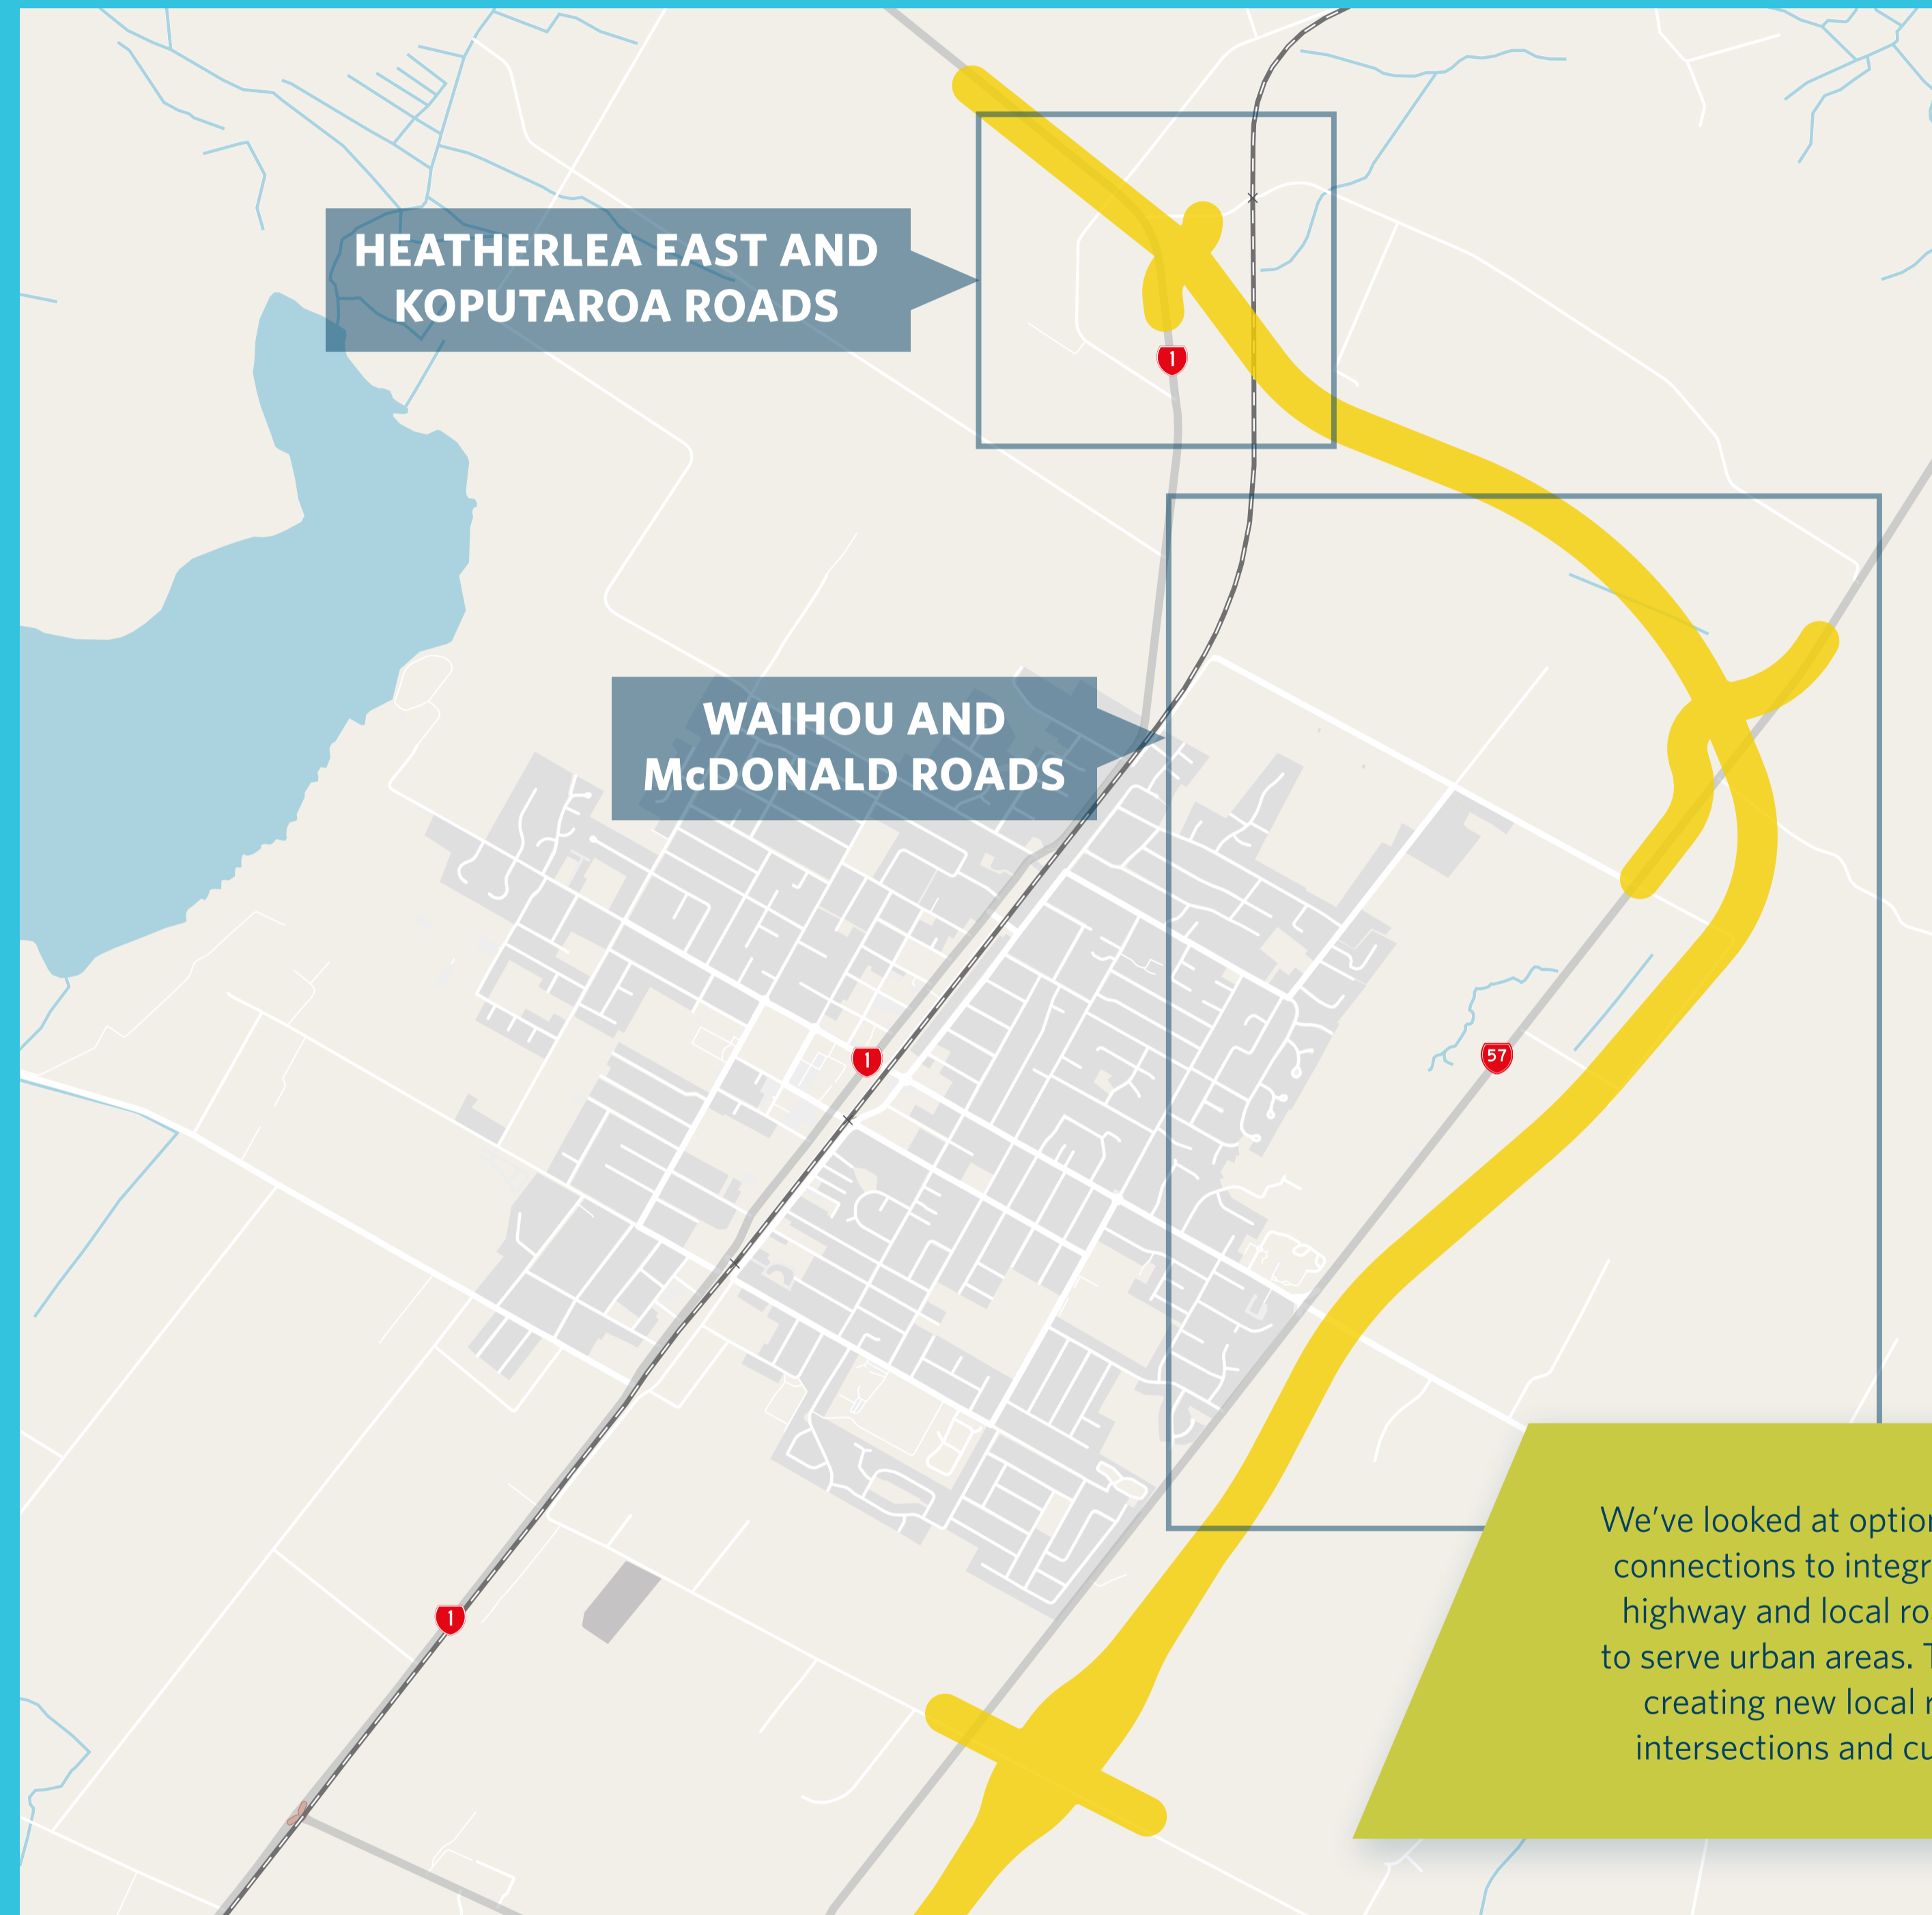 HEATHERLEA EAST AND
KOPUTAROA ROADS
1
WAIHOU AND
McDONALD ROADS
1
57
We've looked at option
connections to integr
highway and local ro
to serve urban areas. T
creating new local r
intersections and cu
1